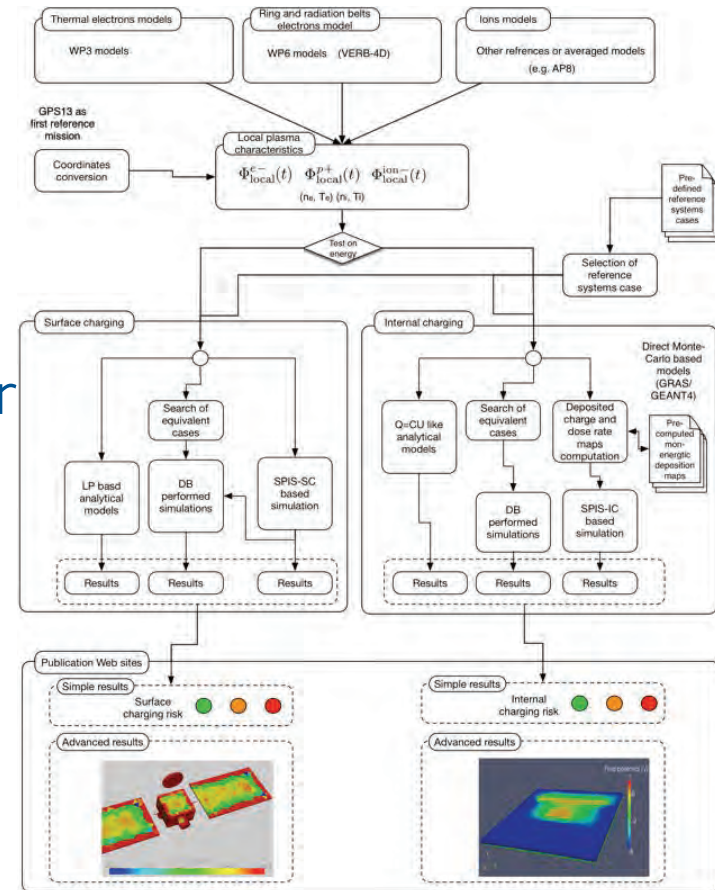 Thermal electrons models
WP3 models
Ring and radiation belts
electrons model
WP6 models (VERB-4D)
Ions models
Other refrences or averaged models
(e.g. AP8)
GPS13 as
first reference
mission
Coordinates
conversion
Local plasma
characteristics
Φ e− local (t) Φ p+ local (t) Φ ion− local (t)
(ne, Te) (ni, Ti)
Test on
energy
Pre-
defined
reference
systems
cases
Selection of
reference
systems case
Surface charging
Search of
equivalent
cases
LP basd
analytical
models
DB
performed
simulations
SPIS-SC
based
simulation
Results
Results
Results
Internal charging
Direct Monte-
Carlo based
models
(GRAS/
GEANT4)
Q=CU like
analytical
models
Search of
equivalent
cases
Deposited
charge and
dose rate
maps
computation
Pre-
computed
mon-
energtic
deposition
maps
DB
performed
simulations
SPIS-IC
based
simulation
Results
Results
Results
r
Publication Web sites
Simple results
Surface
charging risk
Advanced results
Simple results
Internal
charging risk
Advanced results